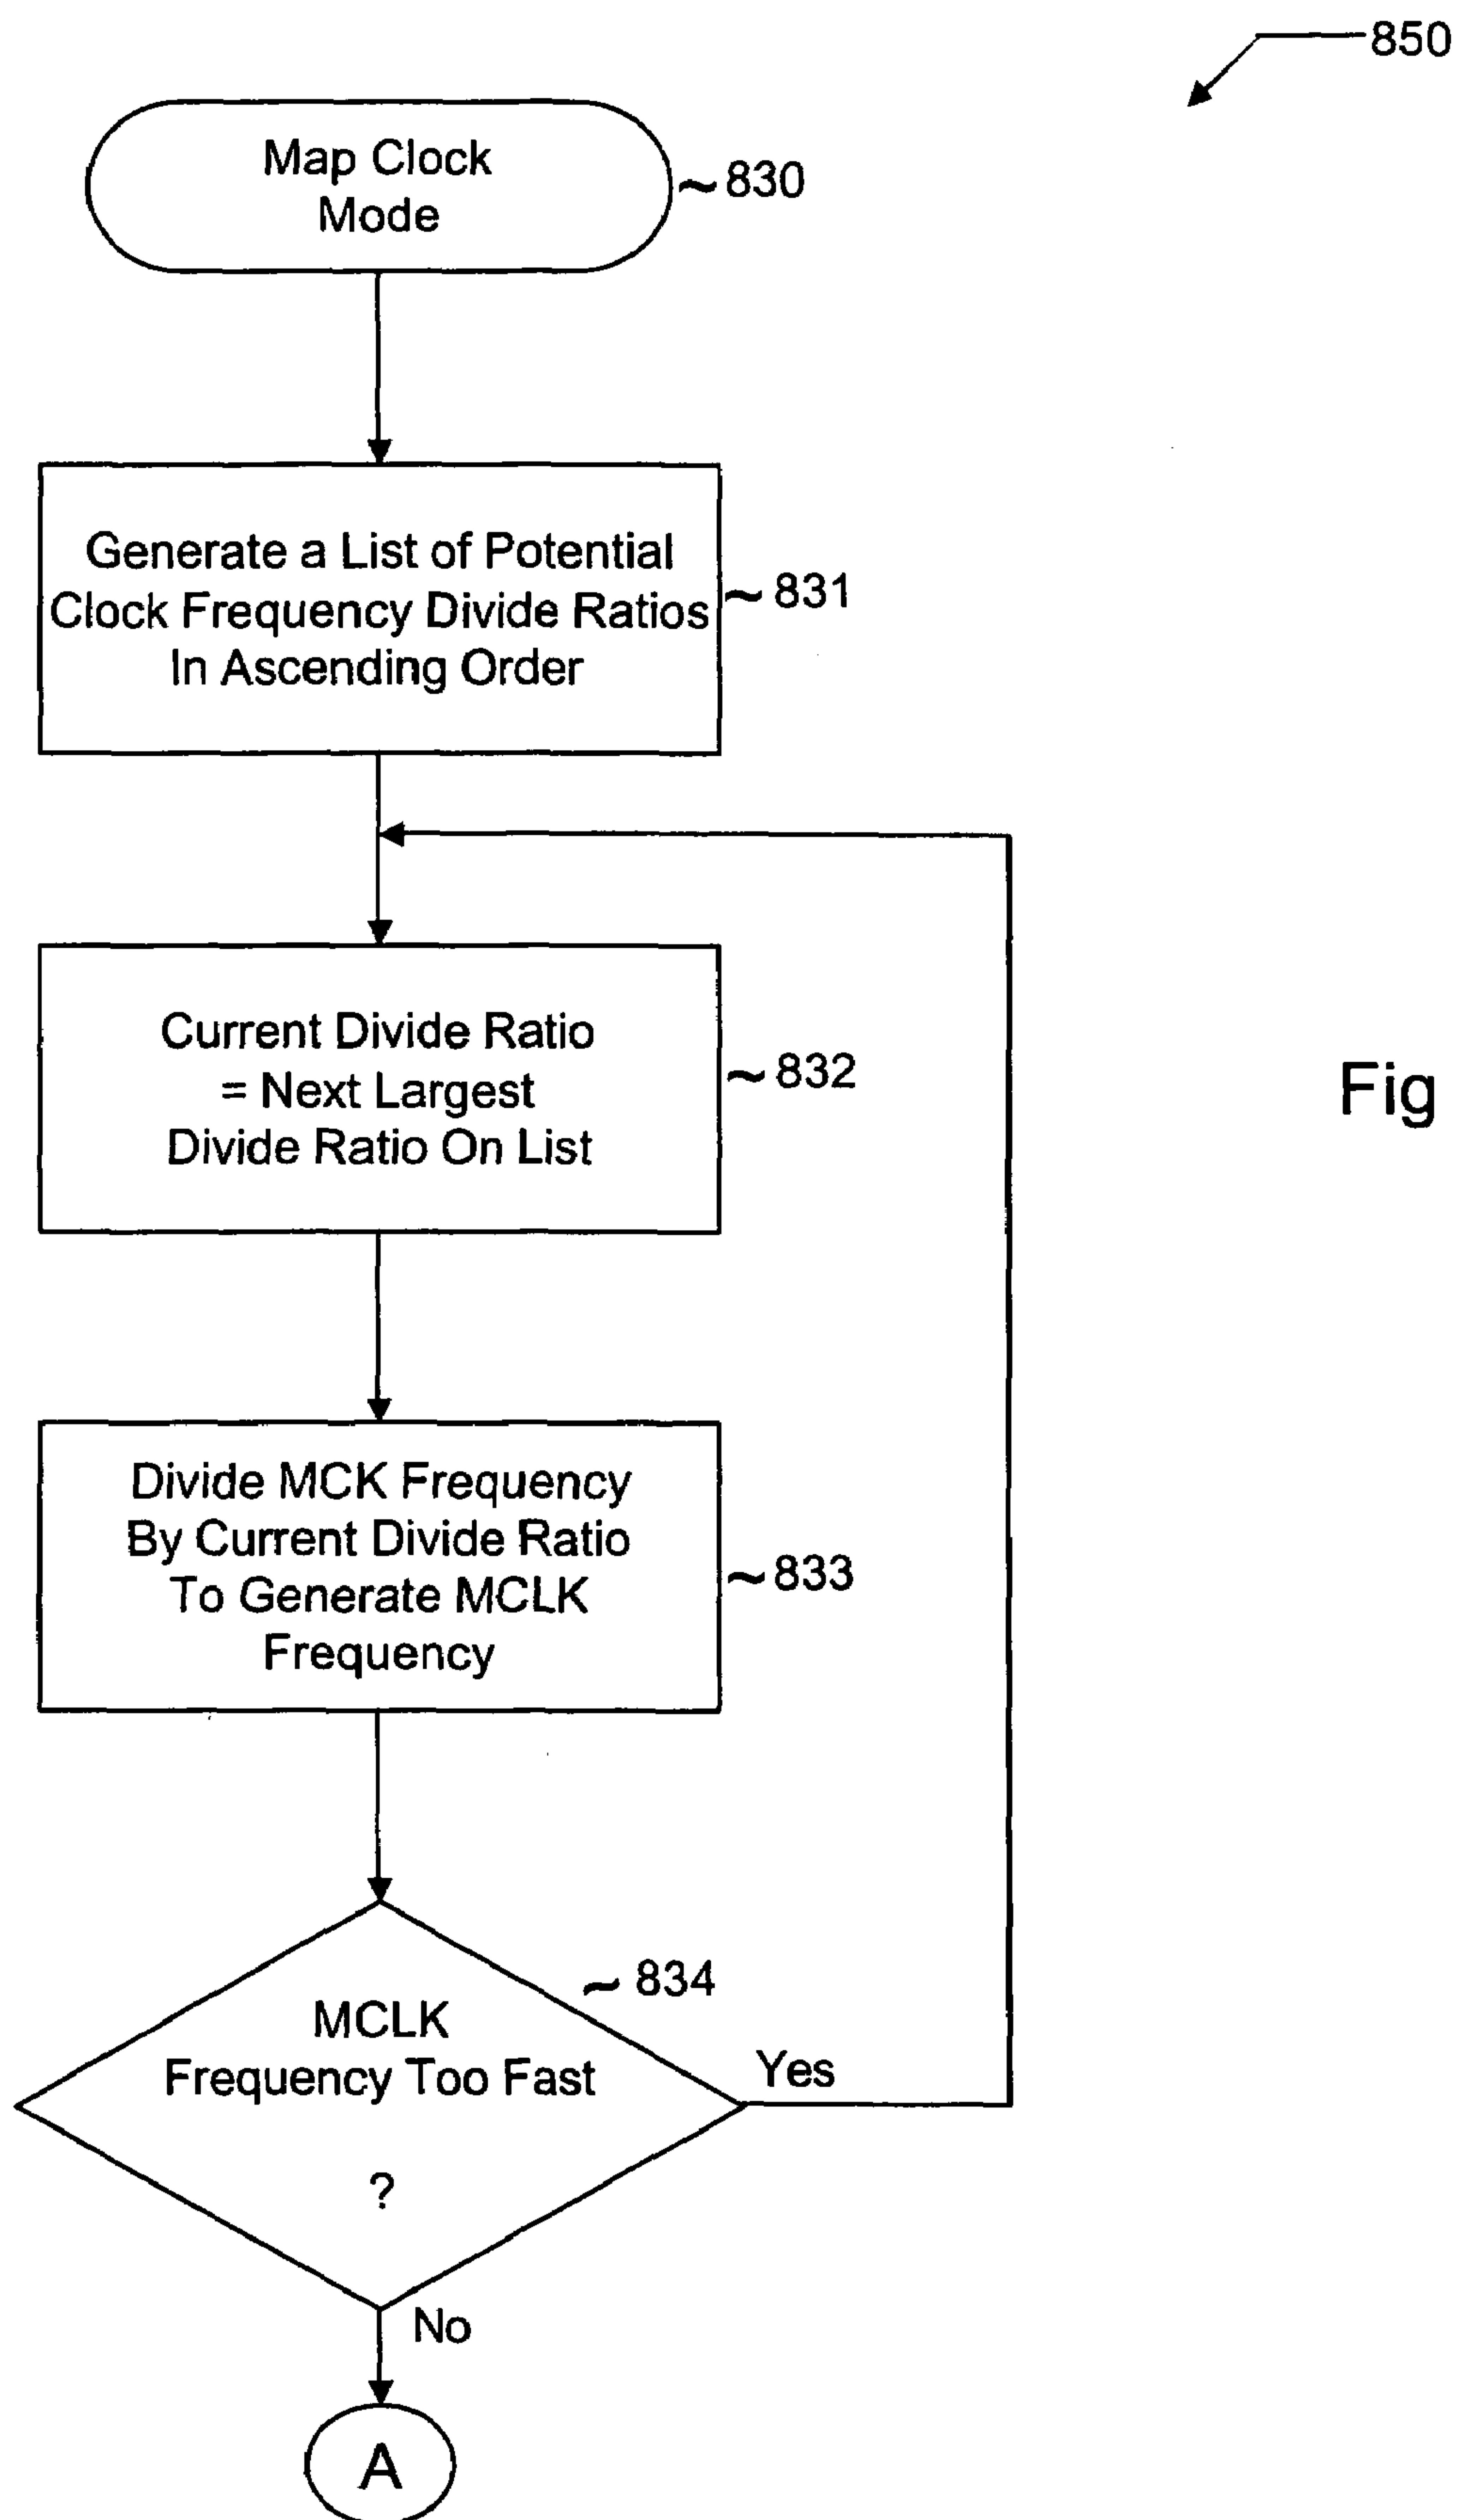 850
Map Clock
Mode
~830
Generate a List of Potential
Clock Frequency Divide Ratios
In Ascending Order
~831
Current Divide Ratio
= Next Largest
Divide Ratio On List
~832
Fig
Divide MCK Frequency
By Current Divide Ratio
To Generate MCLK
Frequency
~833
~834
MCLK
Frequency Too Fast
?
Yes
No
A